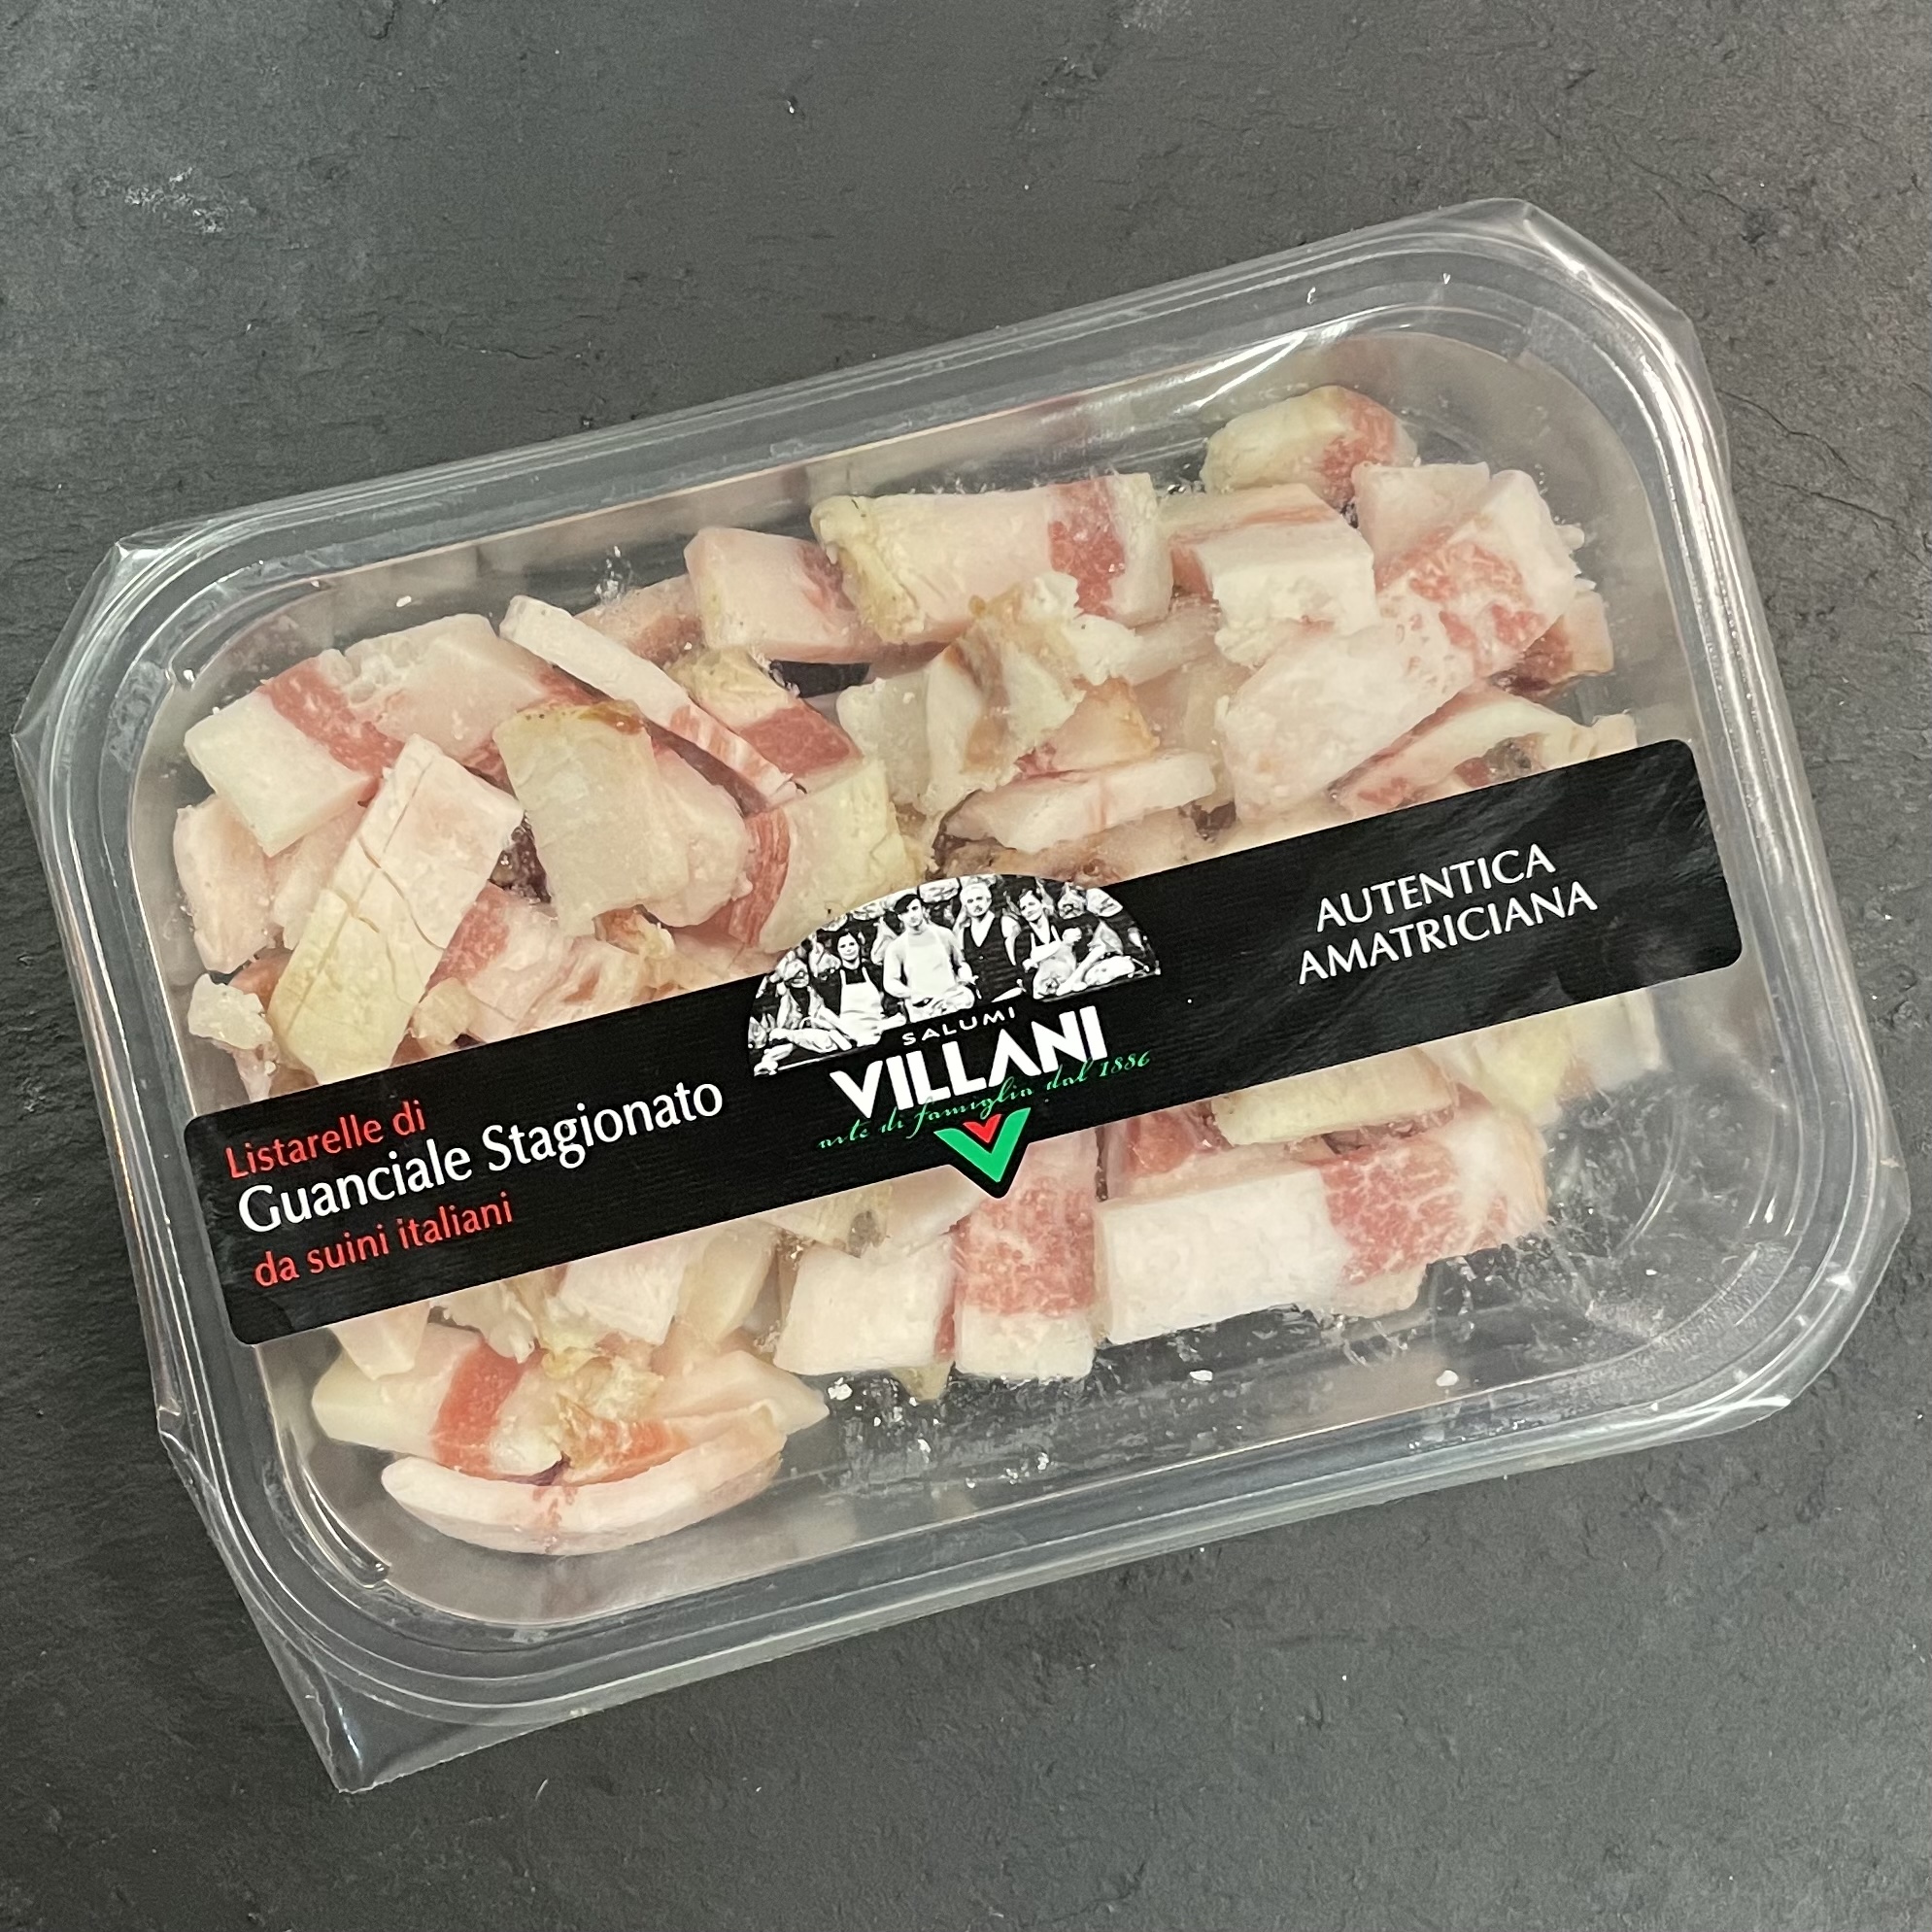 Listarelle di
Guanciale Stagionato
da suini italiani
SALUMI
VILLANI
arte di famiglia dal 1886
AUTENTICA
AMATRICIANA